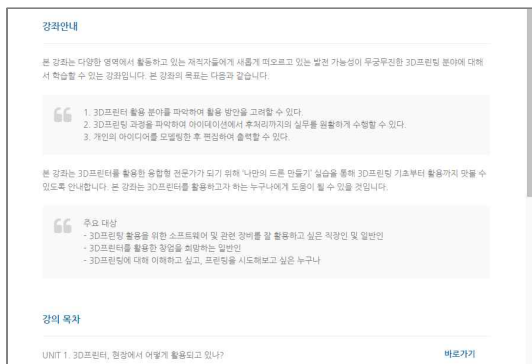 강좌안내
본 강좌는 다양한 영역에서 활동하고 있는 재직자들에게 새롭게 떠오르고 있는 발전 가능성이 무궁무진한 3D프린팅 분야에 대해
서 학습할 수 있는 강좌입니다. 본 강좌의 목표는 다음과 같습니다.
1. 3D프린터 활용 분야를 파악하여 활용 방안을 고려할 수 있다.
2. 3D프린팅 과정을 파악하여 아이데이션에서 후처리까지의 실무를 원활하게 수행할 수 있다.
3. 개인의 아이디어를 모델링한 후 편집하여 출력할 수 있다.
본 강좌는 3D프린터를 활용한 융합형 전문가가 되기 위해 '나만의 드론 만들기' 실습을 통해 3D프린팅 기초부터 활용까지 맛볼 수
있도록 안내합니다. 본 강좌는 3D프린터를 활용하고자 하는 누구나에게 도움이 될 수 있을 것입니다.
주요 대상
- 3D프린팅 활용을 위한 소프트웨어 및 관련 장비를 잘 활용하고 싶은 직장인 및 일반인
- 3D프린터를 활용한 창업을 희망하는 일반인
- 3D프린팅에 대해 이해하고 싶고, 프린팅을 시도해보고 싶은 누구나
강의 목차
UNIT 1. 3D프린터, 현장에서 어떻게 활용되고 있나? 바로가기